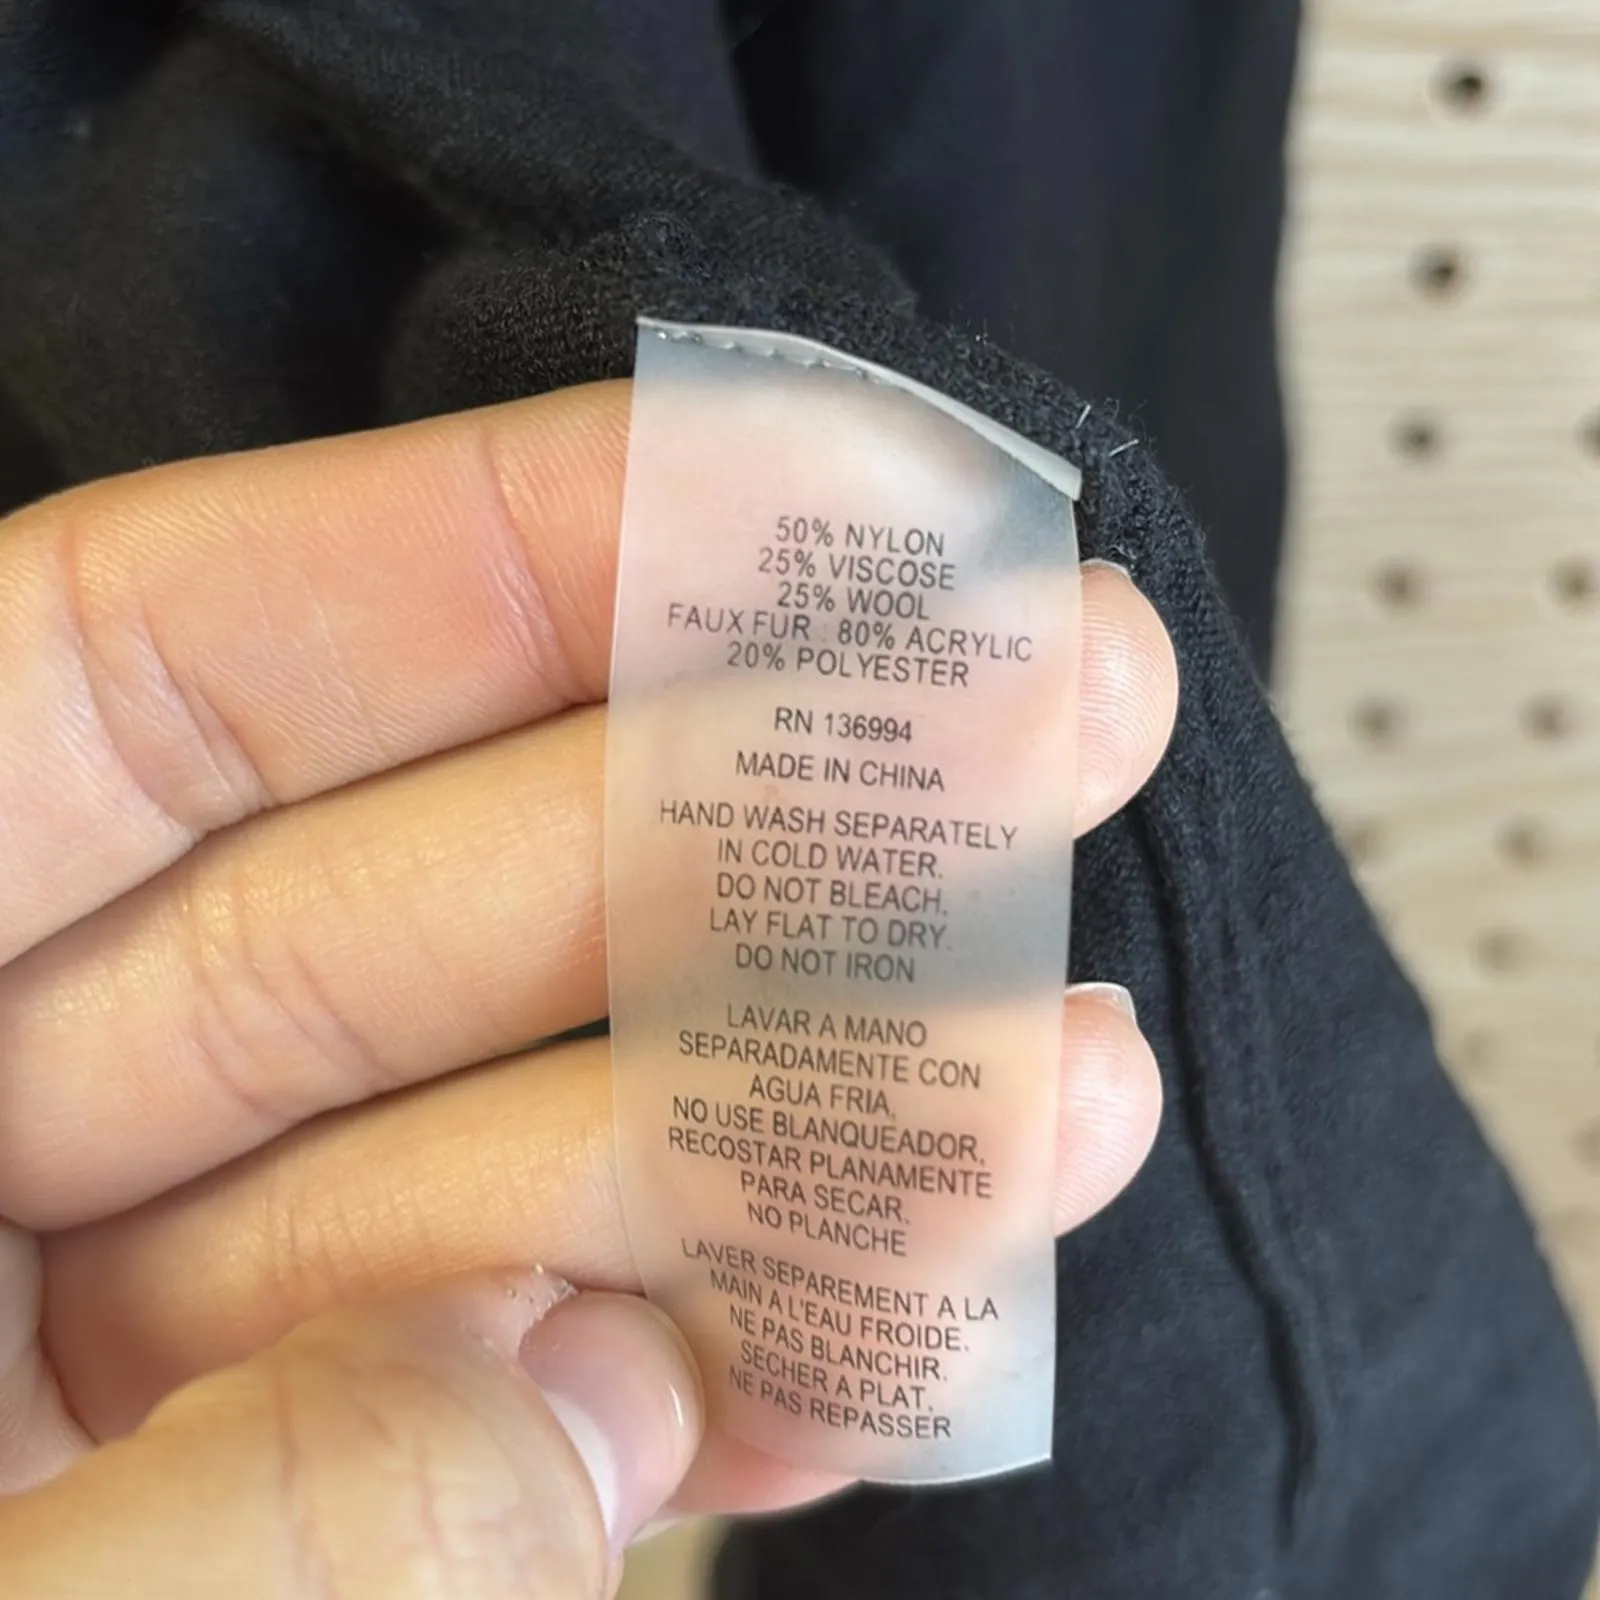 50% NYLON
25% VISCOSE
25% WOOL
FAUX FUR : 80% ACRYLIC
20% POLYESTER
RN 136994
MADE IN CHINA
HAND WASH SEPARATELY
IN COLD WATER.
DO NOT BLEACH.
LAY FLAT TO DRY.
DO NOT IRON
LAVAR A MANO
SEPARADAMENTE CON
AGUA FRIA.
NO USE BLANQUEADOR.
RECOSTAR PLANAMENTE
PARA SECAR.
NO PLANCHE
LAVER SEPAREMENT A LA
MAIN A L'EAU FROIDE.
NE PAS BLANCHIR.
SECHER A PLAT.
NE PAS REPASSER